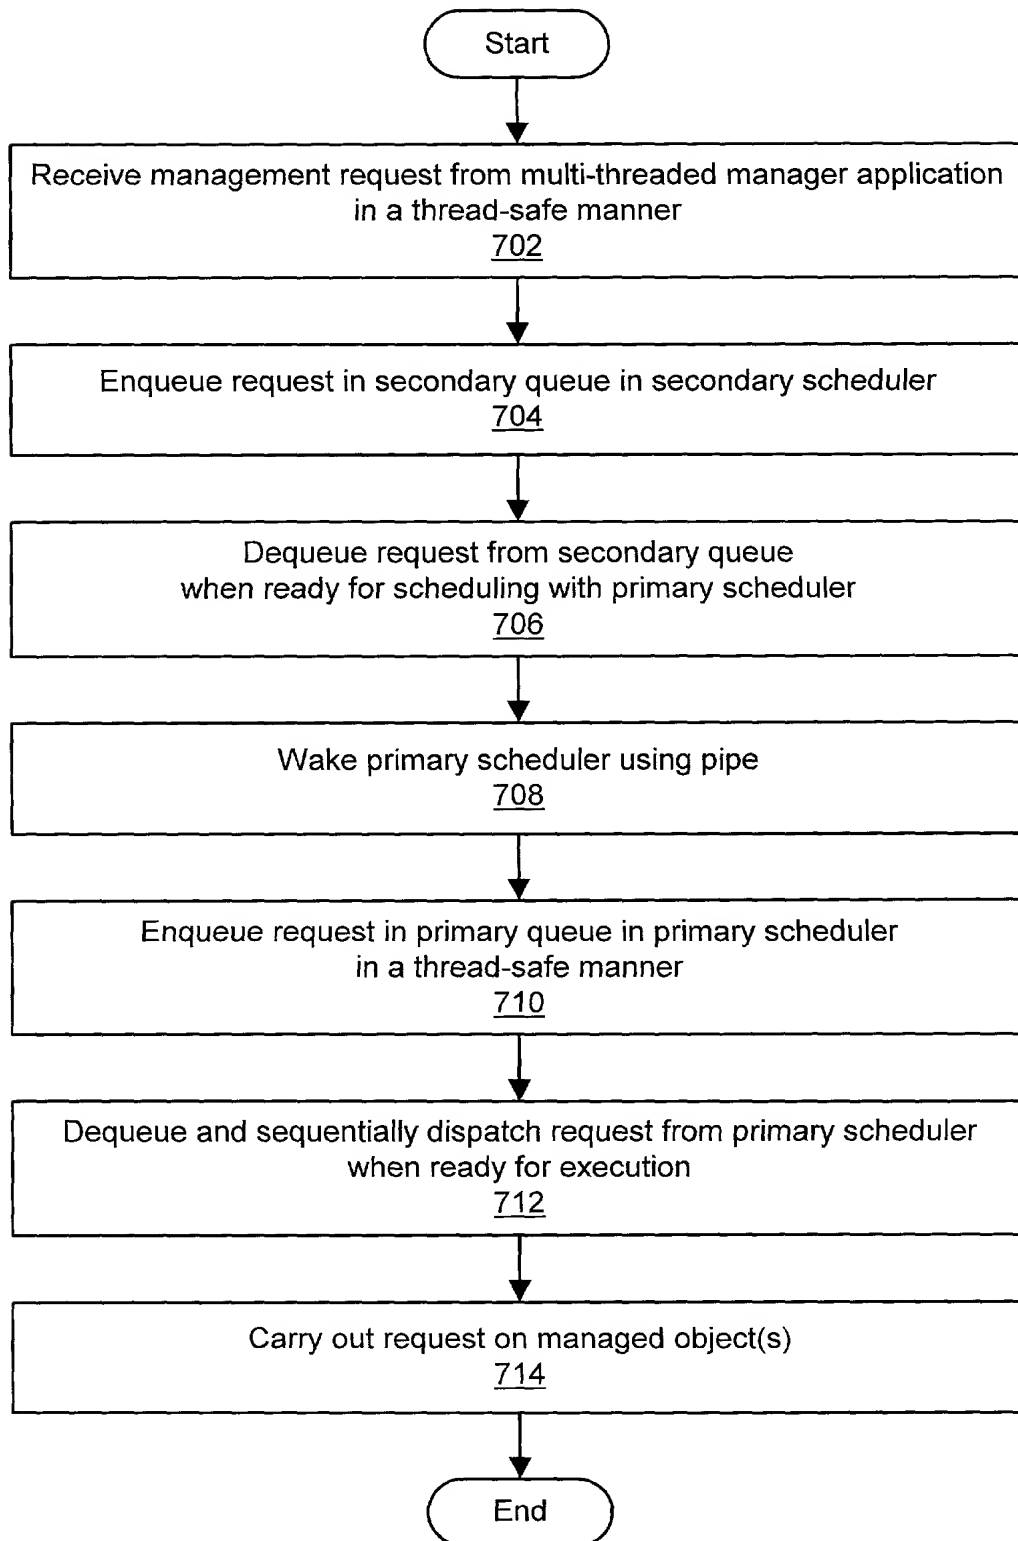 Start
Receive management request from multi-threaded manager application
in a thread-safe manner
702
Enqueue request in secondary queue in secondary scheduler
704
Dequeue request from secondary queue
when ready for scheduling with primary scheduler
706
Wake primary scheduler using pipe
708
Enqueue request in primary queue in primary scheduler
in a thread-safe manner
710
Dequeue and sequentially dispatch request from primary scheduler
when ready for execution
712
Carry out request on managed object(s)
714
End